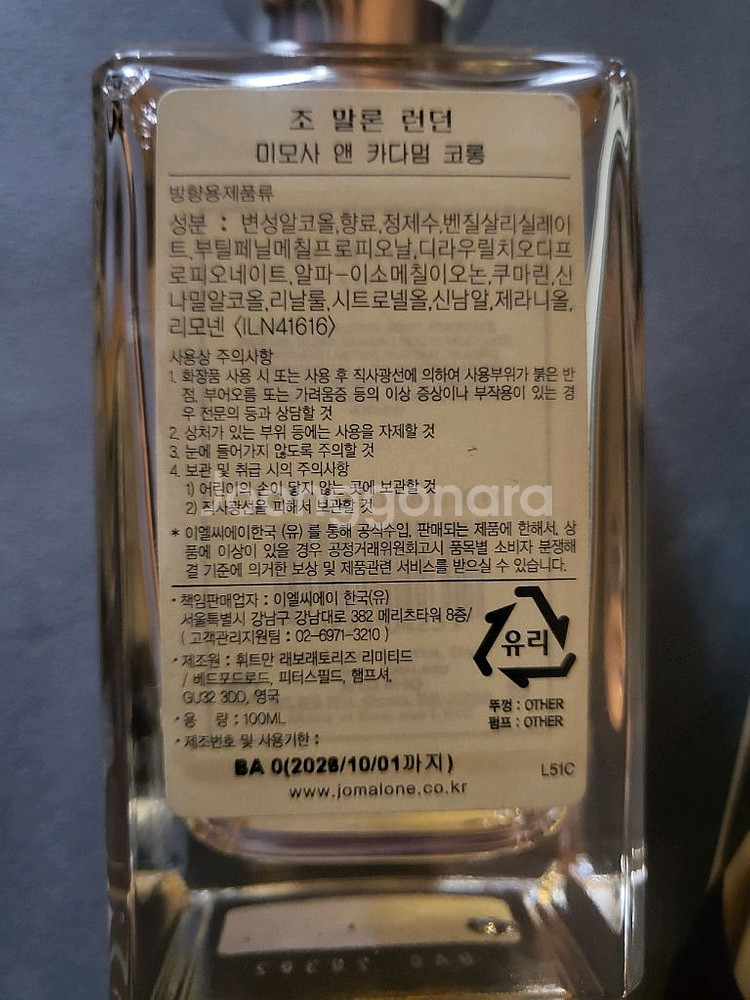 조 말론 런던
미모사 앤 카다멈 코롱
방향용제품류
성분 : 변성알코올,향료,정제수,벤질살리실레이
트,부틸페닐메칠프로피오날,디라우릴치오디프
로피오네이트,알파-이소메칠이오논,쿠마린,신
나밀알코올,리날룰,시트로넬올,신남알,제라니올,
리모넨 <ILN41616>
사용상 주의사항
1. 화장품 사용 시 또는 사용 후 직사광선에 의하여 사용부위가 붉은 반
점, 부어오름 또는 가려움증 등의 이상 증상이나 부작용이 있는 경
우 전문의 등과 상담할 것
2. 상처가 있는 부위 등에는 사용을 자제할 것
3. 눈에 들어가지 않도록 주의할 것
4. 보관 및 취급 시의 주의사항
1) 어린이의 손이 닿지 않는 곳에 보관할 것
2) 직사광선을 피해서 보관할 것
joonggonara
* 이엘씨에이한국 (유) 를 통해 공식수입, 판매되는 제품에 한해서, 상
품에 이상이 있을 경우 공정거래위원회고시 품목별 소비자 분쟁해
결 기준에 의거한 보상 및 제품관련 서비스를 받으실 수 있습니다.
· 책임판매업자 : 이엘씨에이 한국(유)
서울특별시 강남구 강남대로 382 메리츠타워 8층/
( 고객관리지원팀 : 02-6971-3210 )
· 제조원 : 휘트만 래보래토리즈 리미티드
/ 베드포드로드, 피터스필드, 햄프셔,
GU32 3DD, 영국
· 용 량 : 100ML
· 제조번호 및 사용기한 :
BA 0(2026/10/01까지)
유리
뚜껑 : OTHER
펌프 : OTHER
L51C
www.jomalone.co.kr